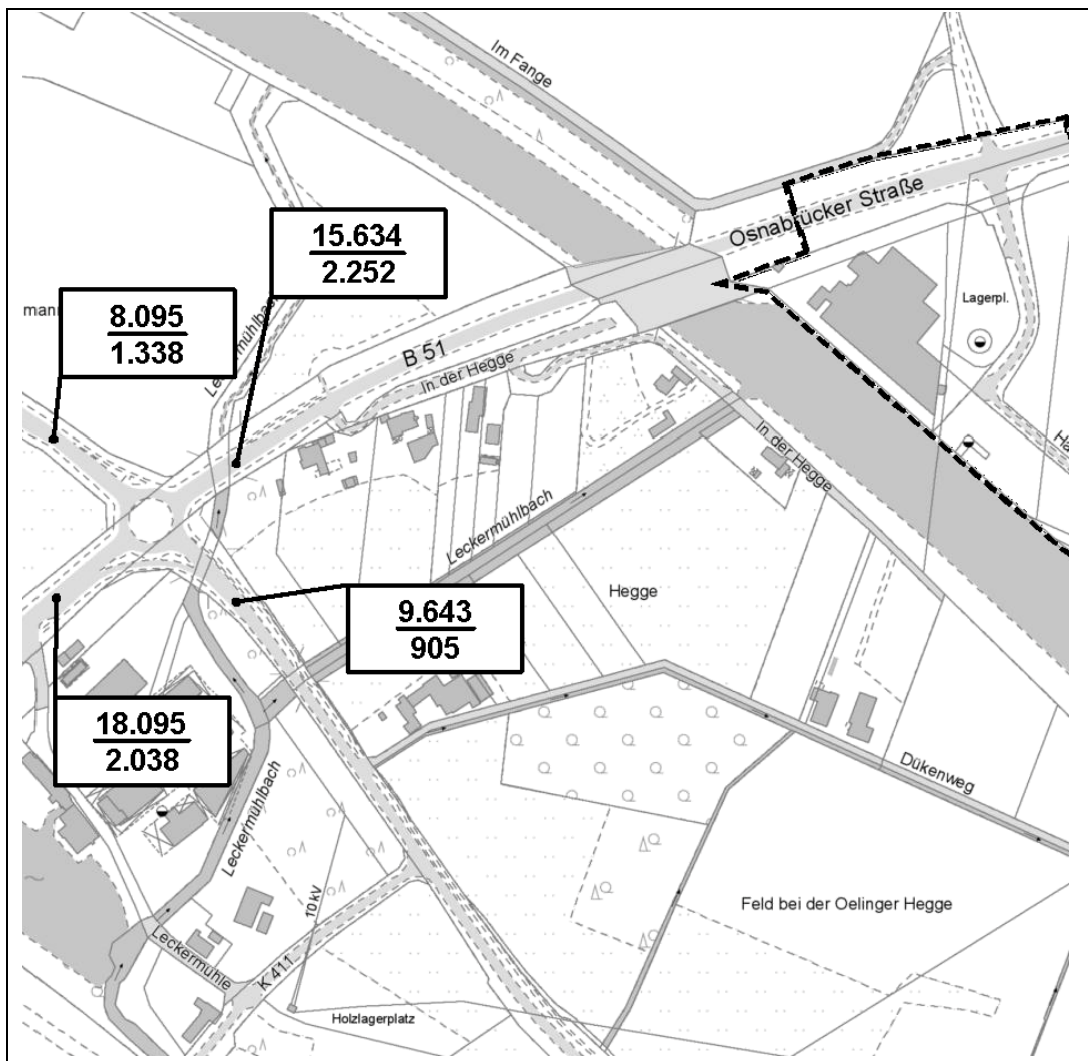 Im Fange
Osnabrücker Straße
15.634
2.252
Lagerpl.
8.095
1.338
B 51
In der Hegge
In der Hegge
Leckermühlbach
Hegge
9.643
905
18.095
2.038
Leckermühlbach
Dükenweg
10 kV
Feld bei der Oelinger Hegge
Leckermühle
K 411
Holzlagerplatz